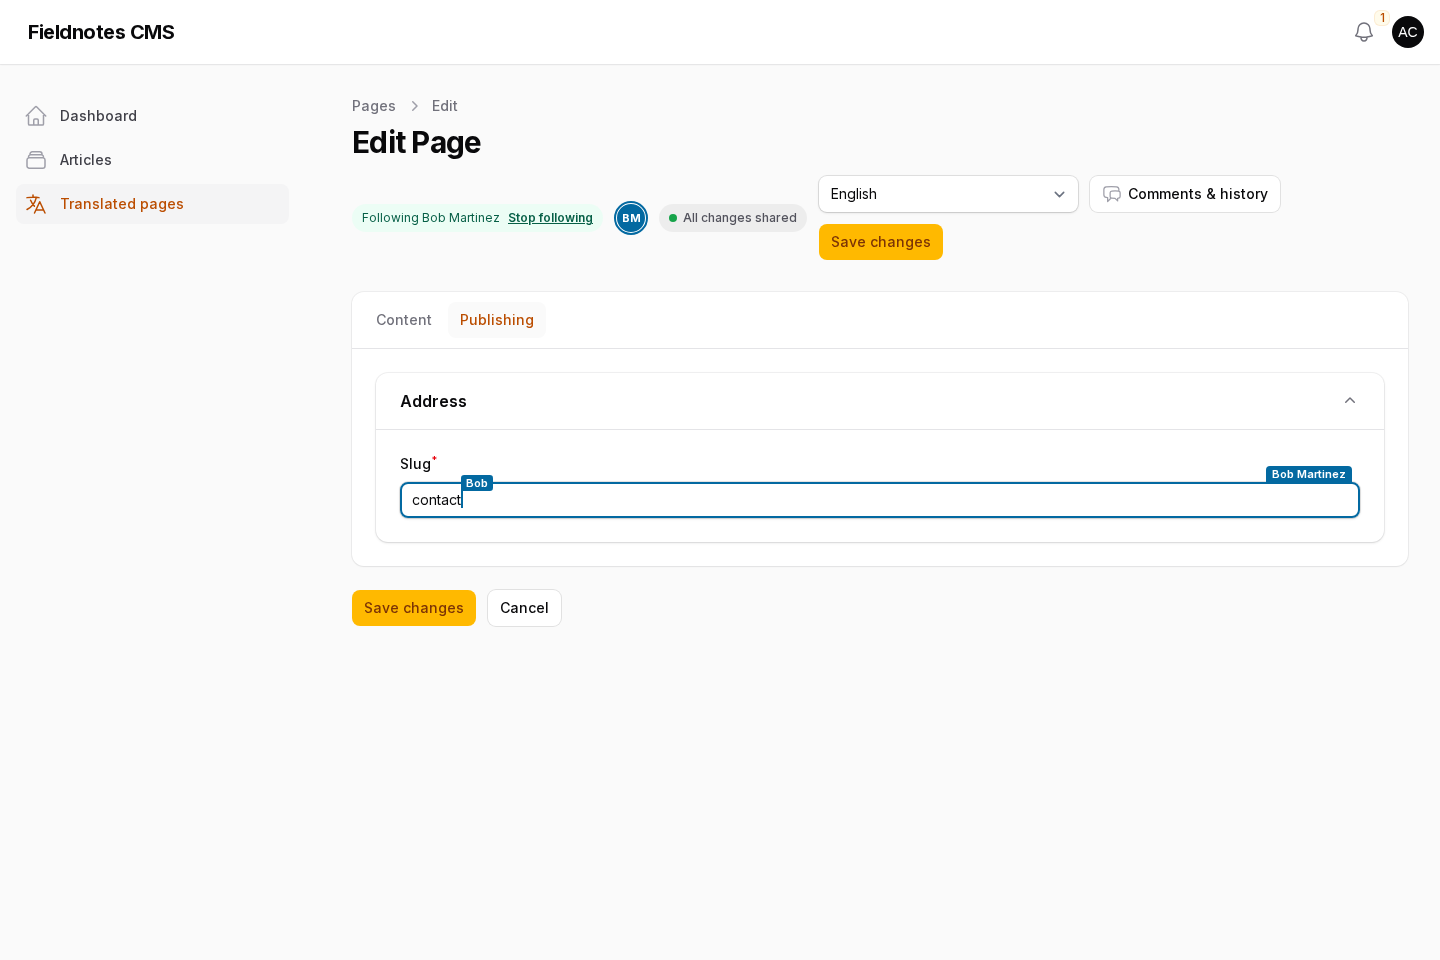 Fieldnotes CMS
1
AC
Dashboard
Articles
Translated pages
Pages
Edit
Edit Page
Following Bob Martinez Stop following
BM
All changes shared
English
Comments & history
Save changes
Content
Publishing
Address
Slug*
Bob
Bob Martinez
contact
Save changes
Cancel